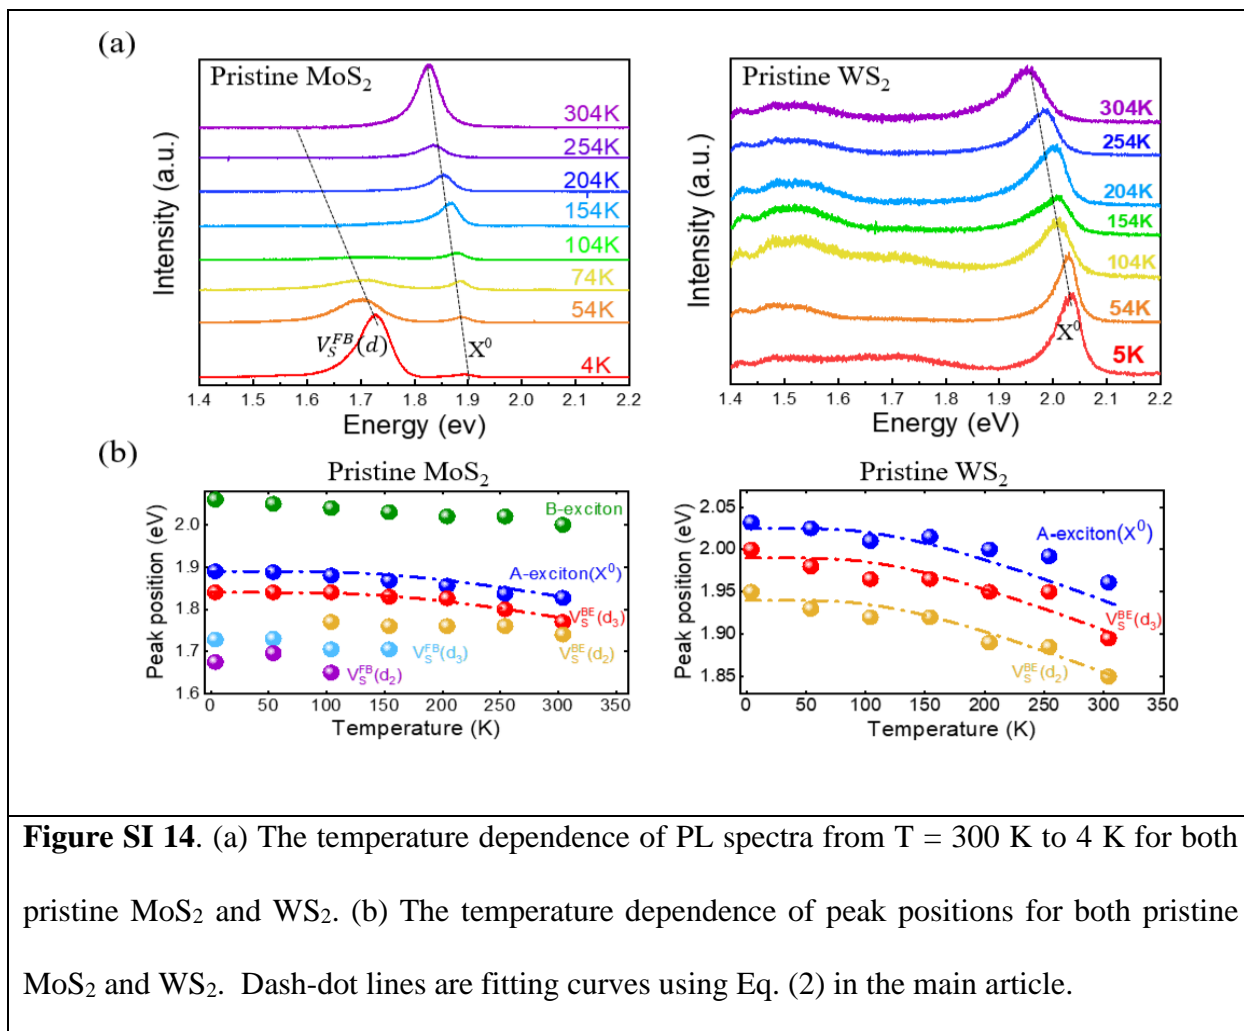 (a)
Pristine MoS₂
304K
254K
204K
154K
104K
74K
54K
4K
V_S^{FB}(d)
X⁰
Intensity (a.u.)
1.4 1.5 1.6 1.7 1.8 1.9 2.0 2.1 2.2
Energy (ev)
Pristine WS₂
304K
254K
204K
154K
104K
54K
5K
X⁰
Intensity (a.u.)
1.4 1.5 1.6 1.7 1.8 1.9 2.0 2.1 2.2
Energy (eV)
(b)
Pristine MoS₂
B-exciton
A-exciton(X⁰)
V_S^{BE}(d₃)
V_S^{FB}(d₃)
V_S^{BE}(d₂)
V_S^{FB}(d₂)
Peak position (eV)
2.0
1.9
1.8
1.7
1.6
0 50 100 150 200 250 300 350
Temperature (K)
Pristine WS₂
A-exciton(X⁰)
V_S^{BE}(d₃)
V_S^{BE}(d₂)
Peak position (eV)
2.05
2.00
1.95
1.90
1.85
0 50 100 150 200 250 300 350
Temperature (K)
Figure SI 14. (a) The temperature dependence of PL spectra from T = 300 K to 4 K for both
pristine MoS₂ and WS₂. (b) The temperature dependence of peak positions for both pristine
MoS₂ and WS₂. Dash-dot lines are fitting curves using Eq. (2) in the main article.